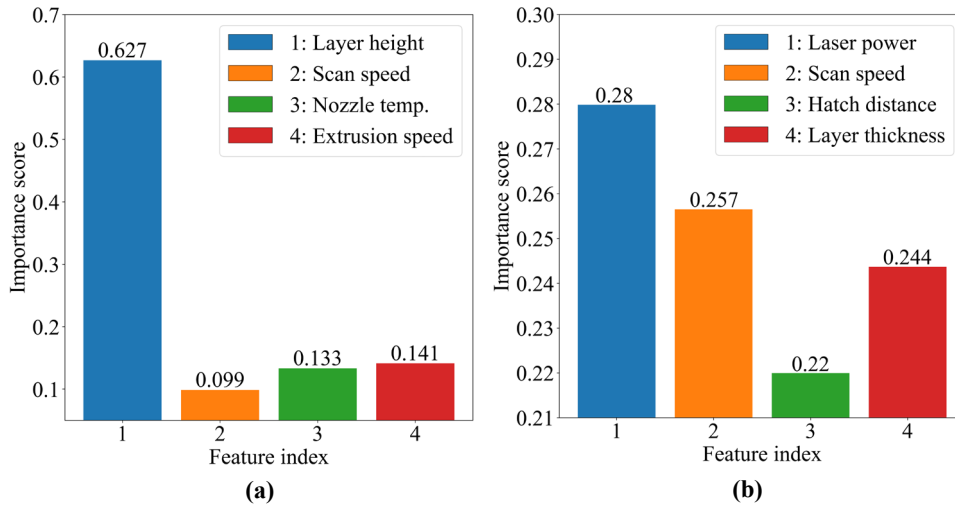 0.7
0.6
0.5
0.4
0.3
0.2
0.1
Importance score
0.627
0.099
0.133
0.141
1: Layer height
2: Scan speed
3: Nozzle temp.
4: Extrusion speed
1 2 3 4
Feature index
(a)
0.30
0.29
0.28
0.27
0.26
0.25
0.24
0.23
0.22
0.21
Importance score
0.28
0.257
0.22
0.244
1: Laser power
2: Scan speed
3: Hatch distance
4: Layer thickness
1 2 3 4
Feature index
(b)